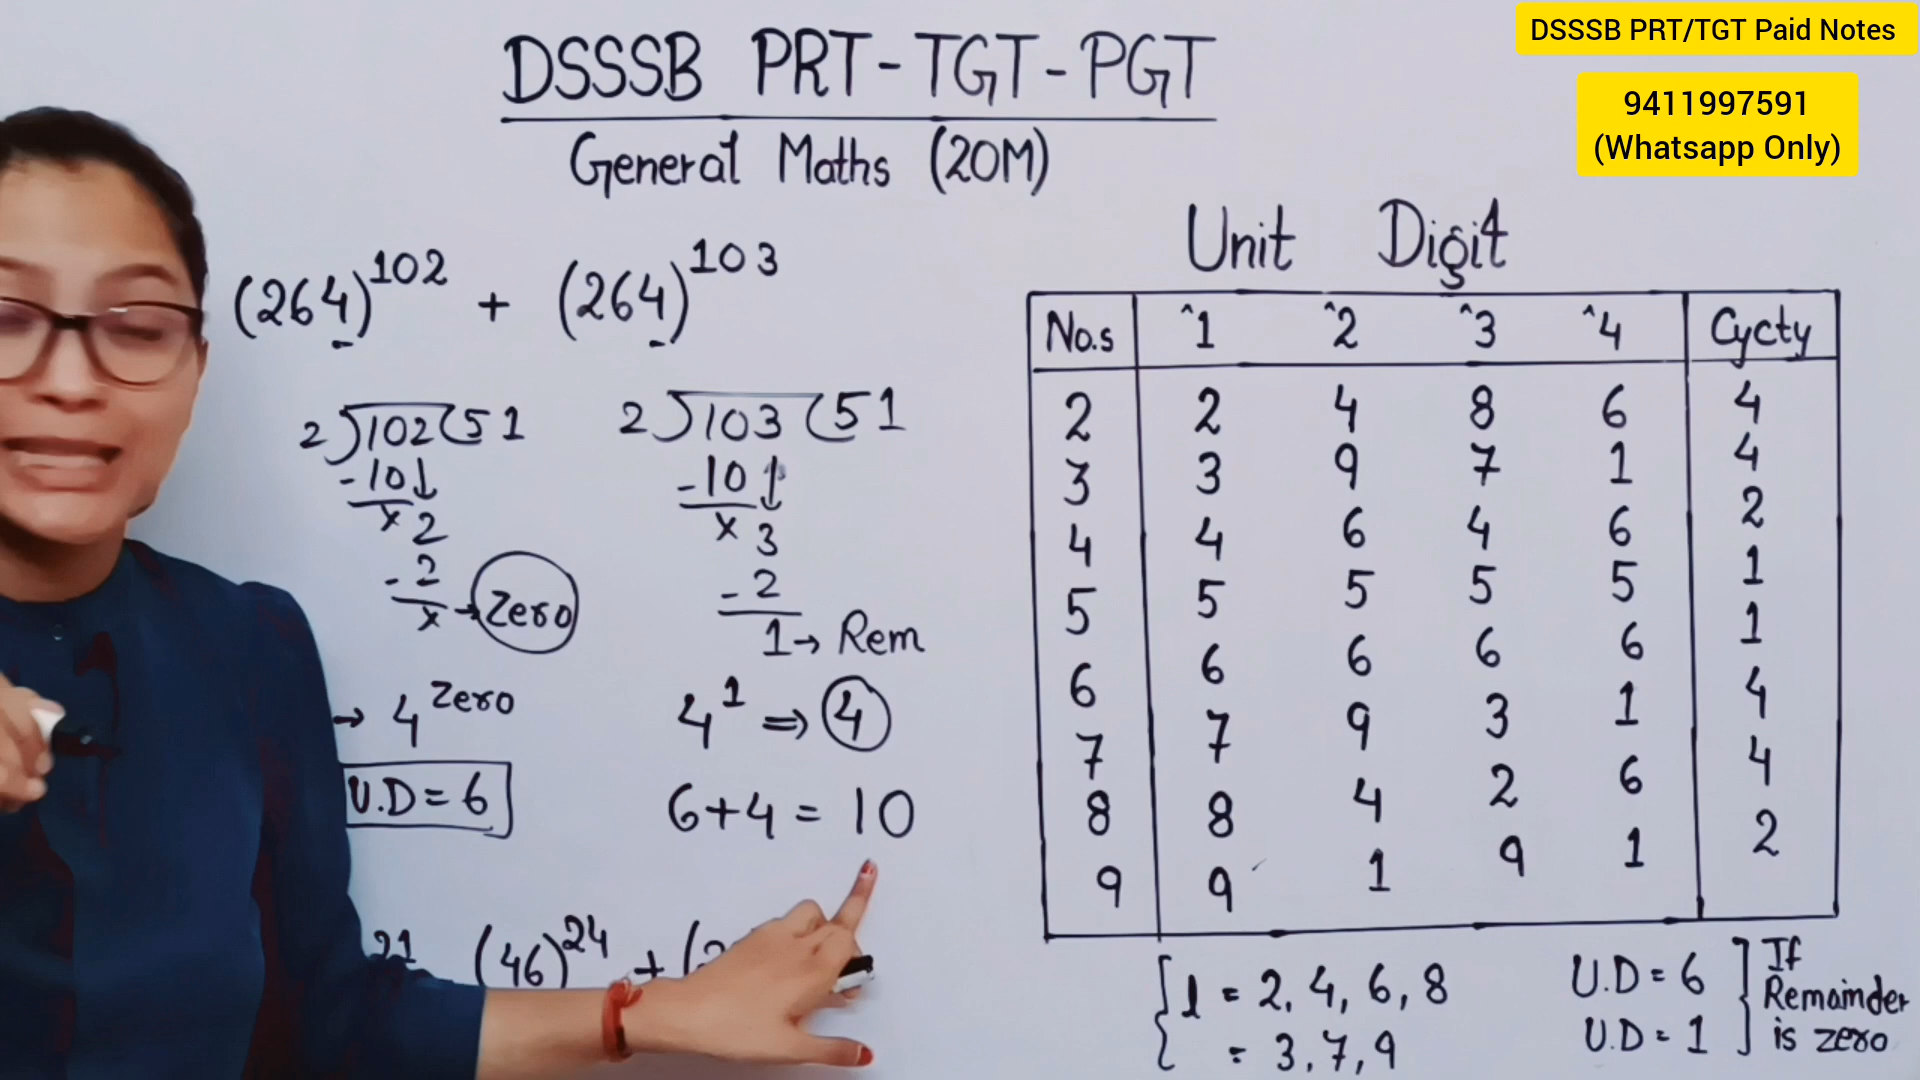 DSSSB PRT/TGT Paid Notes
9411997591
(Whatsapp Only)
DSSSB PRT-TGT-PGT
General Maths (20M)
(264)^102 + (264)^103
2)102(51
-10↓
x 2
- 2
x → Zero
→ 4^Zero
U.D = 6
2)103(51
-10↓
x 3
- 2
1 → Rem
4^1 ⇒ 4
6+4 = 10
21 (46)^24 + (
Unit Digit
No.s ^1 ^2 ^3 ^4 Cycty
2 2 4 8 6 4
3 3 9 7 1 4
4 4 6 4 6 2
5 5 5 5 5 1
6 6 6 6 6 1
7 7 9 3 1 4
8 8 4 2 6 4
9 9 1 9 1 2
= 2, 4, 6, 8 U.D = 6
= 3, 7, 9 U.D = 1
If
Remainder
is zero